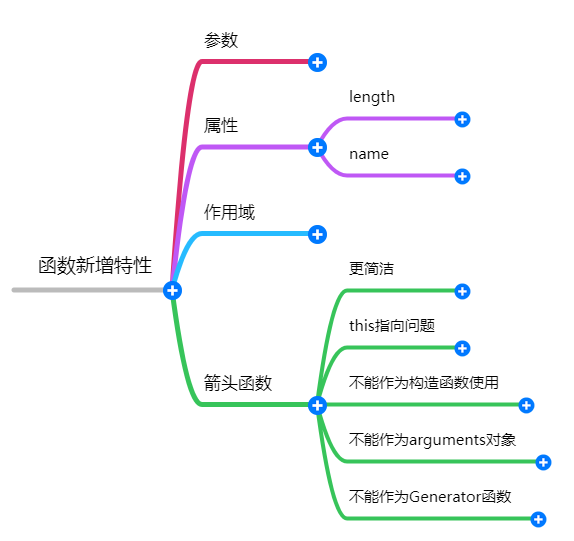 函数新增特性
参数
属性
length
name
作用域
箭头函数
更简洁
this指向问题
不能作为构造函数使用
不能作为arguments对象
不能作为Generator函数